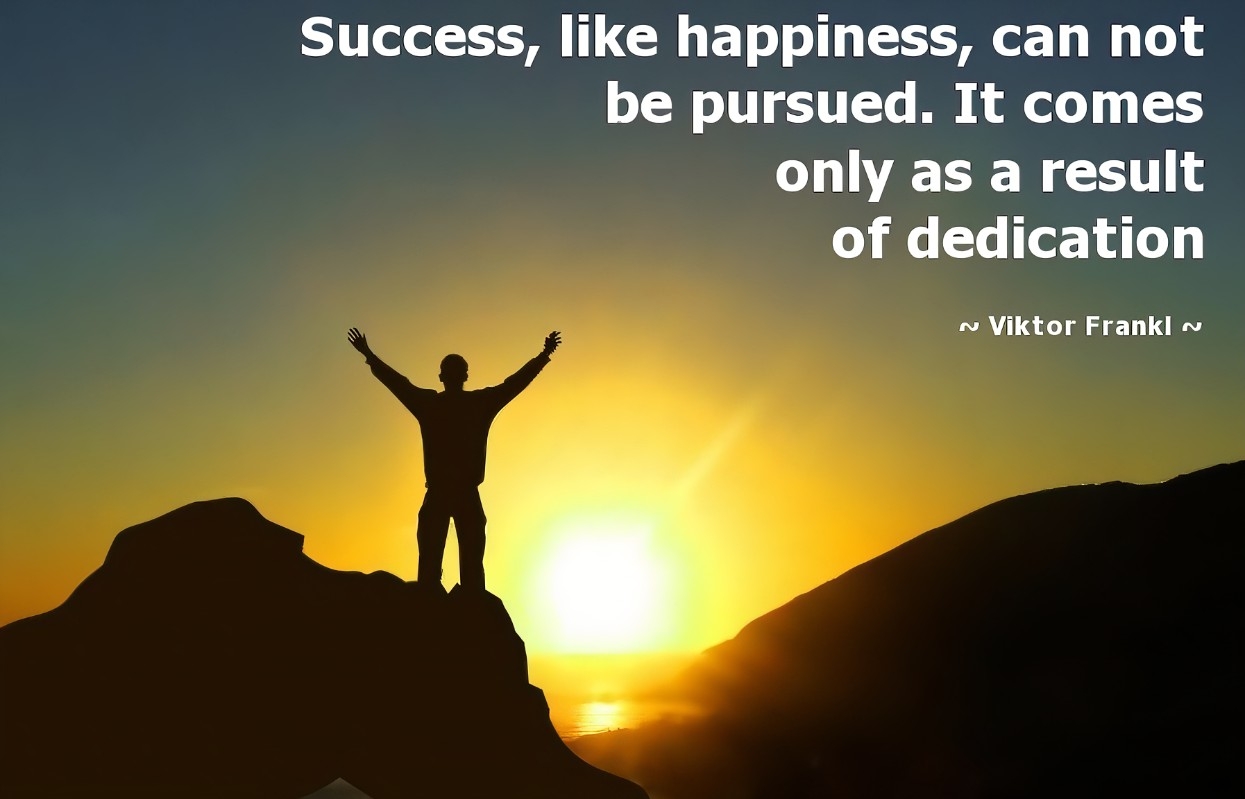 Success, like happiness, can not
be pursued. It comes
only as a result
of dedication
~ Viktor Frankl ~